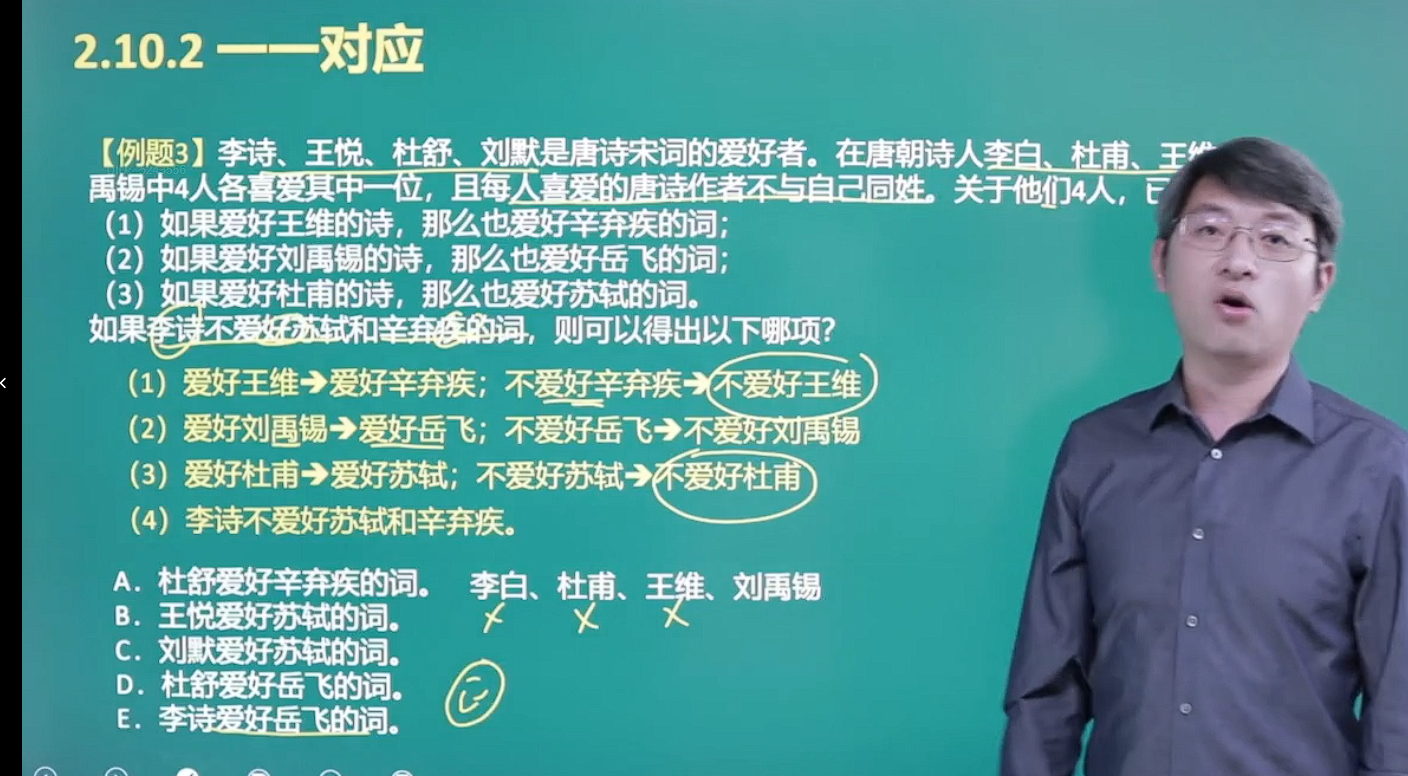 2.10.2 一一对应
【例题3】李诗、王悦、杜舒、刘默是唐诗宋词的爱好者。在唐朝诗人李白、杜甫、王维
禹锡中4人各喜爱其中一位，且每人喜爱的唐诗作者不与自己同姓。关于他们4人，已
（1）如果爱好王维的诗，那么也爱好辛弃疾的词；
（2）如果爱好刘禹锡的诗，那么也爱好岳飞的词；
（3）如果爱好杜甫的诗，那么也爱好苏轼的词。
如果李诗不爱好苏轼和辛弃疾的词，则可以得出以下哪项？
（1）爱好王维➔爱好辛弃疾；不爱好辛弃疾➔不爱好王维
（2）爱好刘禹锡➔爱好岳飞；不爱好岳飞➔不爱好刘禹锡
（3）爱好杜甫➔爱好苏轼；不爱好苏轼➔不爱好杜甫
（4）李诗不爱好苏轼和辛弃疾。
A．杜舒爱好辛弃疾的词。 李白、杜甫、王维、刘禹锡
B．王悦爱好苏轼的词。
C．刘默爱好苏轼的词。
D．杜舒爱好岳飞的词。
E．李诗爱好岳飞的词。